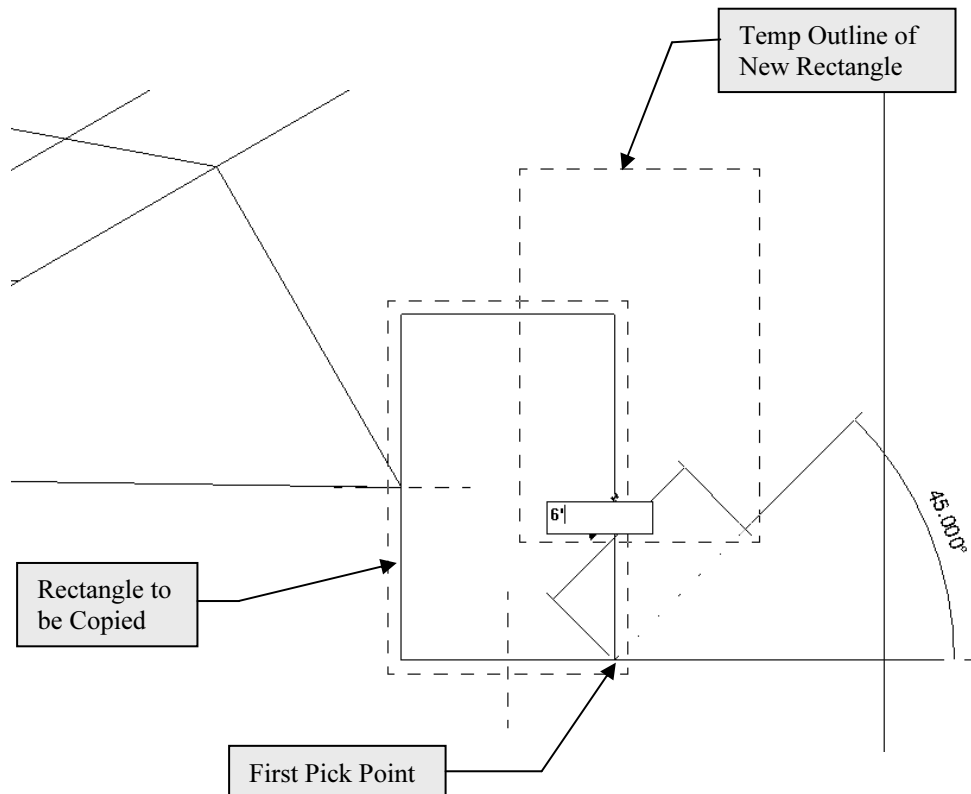 Temp Outline of
New Rectangle
6'
45.000°
Rectangle to
be Copied
First Pick Point